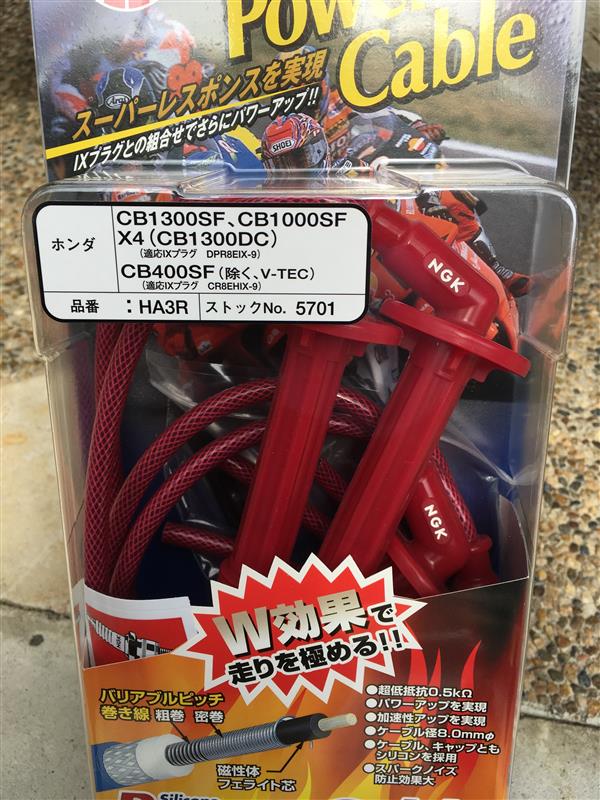 Power
Cable
スーパーレスポンスを実現
IXプラグとの組合せでさらにパワーアップ!!
Arai
SHOEI
ホンダ
CB1300SF、CB1000SF
X4(CB1300DC)
(適応IXプラグ DPR8EIX-9)
CB400SF(除く、V-TEC)
(適応IXプラグ CR8EHIX-9)
品番 :HA3R
ストックNo. 5701
NGK
NGK
W効果で
走りを極める!!
バリアブルピッチ
巻き線 粗巻 密巻
磁性体
フェライト芯
●超低抵抗0.5kΩ
●パワーアップを実現
●加速性アップを実現
●ケーブル径8.0mmφ
●ケーブル、キャップとも
シリコンを採用
●スパークノイズ
防止効果大
Silicone